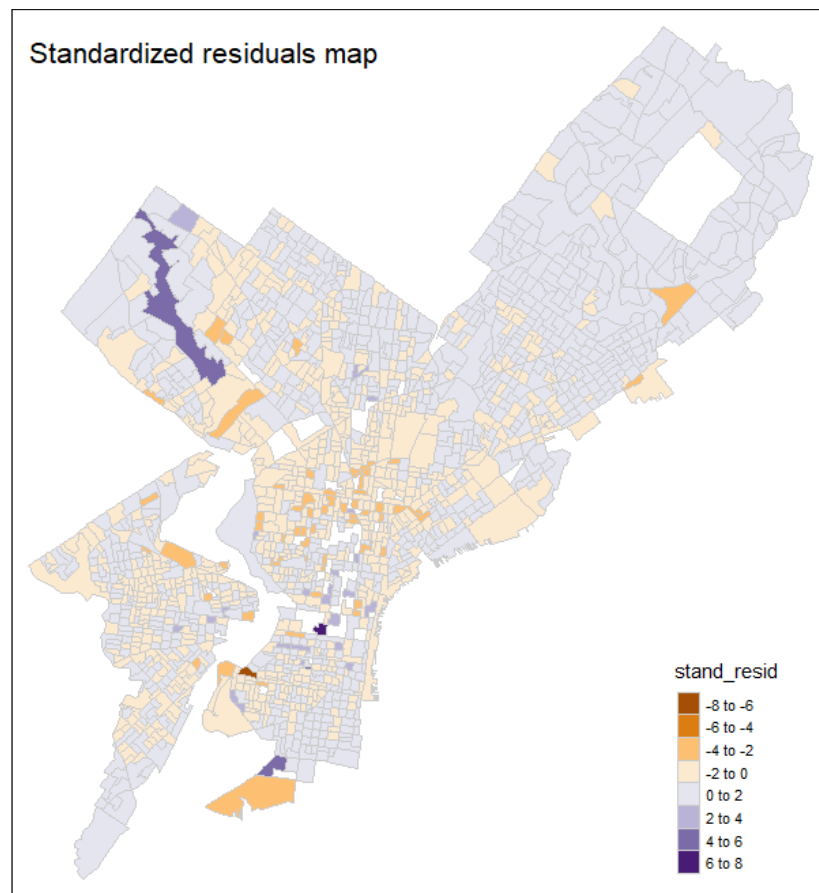 Standardized residuals map
stand_resid
-8 to -6
-6 to -4
-4 to -2
-2 to 0
0 to 2
2 to 4
4 to 6
6 to 8